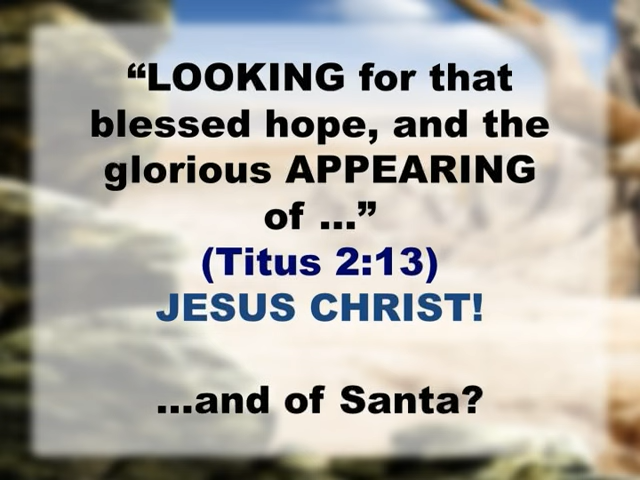 “LOOKING for that
blessed hope, and the
glorious APPEARING
of ...”
(Titus 2:13)
JESUS CHRIST!
...and of Santa?